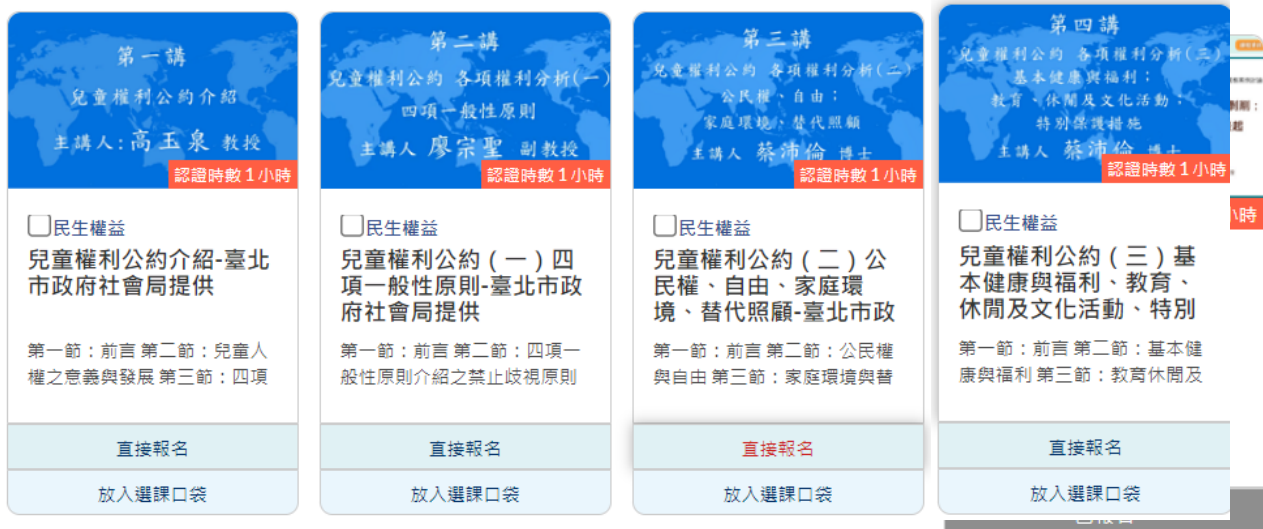 第一講
兒童權利公約介紹
主講人:高玉泉 教授
認證時數 1 小時
民生權益
兒童權利公約介紹-臺北
市政府社會局提供
第一節：前言 第二節：兒童人
權之意義與發展 第三節：四項
直接報名
放入選課口袋
第二講
兒童權利公約 各項權利分析(一)
四項一般性原則
主講人 廖宗聖 副教授
認證時數 1 小時
民生權益
兒童權利公約（一）四
項一般性原則-臺北市政
府社會局提供
第一節：前言 第二節：四項一
般性原則介紹之禁止歧視原則
直接報名
放入選課口袋
第三講
兒童權利公約 各項權利分析(二)
公民權、自由；
家庭環境、替代照顧
主講人 蔡沛倫 博士
認證時數 1 小時
民生權益
兒童權利公約（二）公
民權、自由、家庭環
境、替代照顧-臺北市政
第一節：前言 第二節：公民權
與自由 第三節：家庭環境與替
直接報名
放入選課口袋
第四講
兒童權利公約 各項權利分析(三)
基本健康與福利；
教育、休閒及文化活動；
特別保護措施
主講人 蔡沛倫 博士
認證時數 1 小時
民生權益
兒童權利公約（三）基
本健康與福利、教育、
休閒及文化活動、特別
第一節：前言 第二節：基本健
康與福利 第三節：教育休閒及
直接報名
放入選課口袋
小時